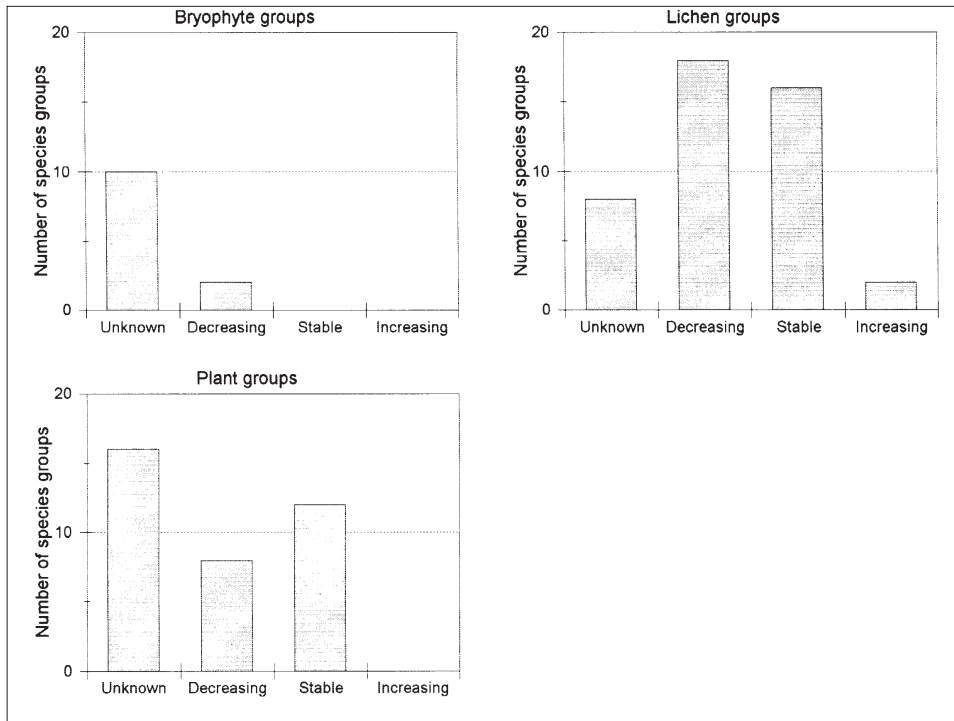 Bryophyte groups
20
10
0
Number of species groups
Unknown Decreasing Stable Increasing
Lichen groups
20
10
0
Number of species groups
Unknown Decreasing Stable Increasing
Plant groups
20
10
0
Number of species groups
Unknown Decreasing Stable Increasing